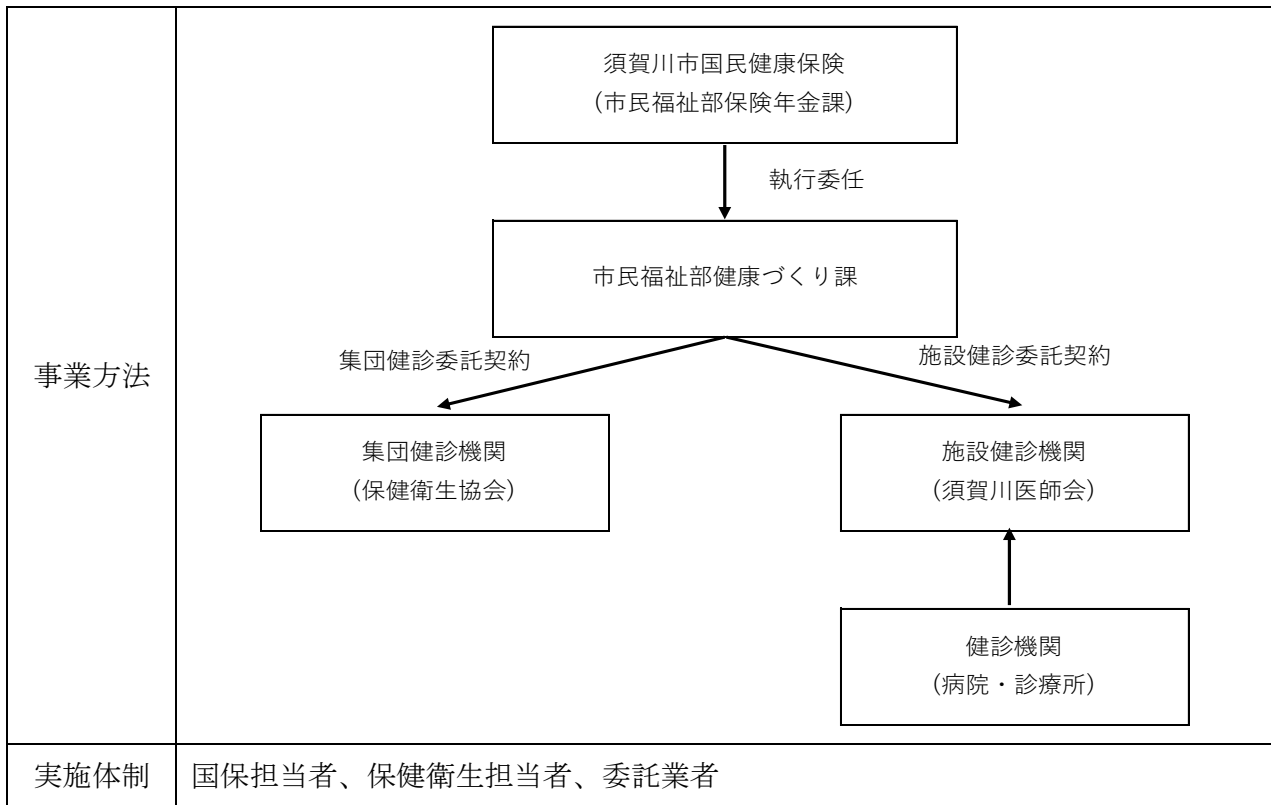 事業方法
須賀川市国民健康保険
(市民福祉部保険年金課)
執行委任
市民福祉部健康づくり課
集団健診委託契約
施設健診委託契約
集団健診機関
(保健衛生協会)
施設健診機関
(須賀川医師会)
健診機関
(病院・診療所)
実施体制
国保担当者、保健衛生担当者、委託業者